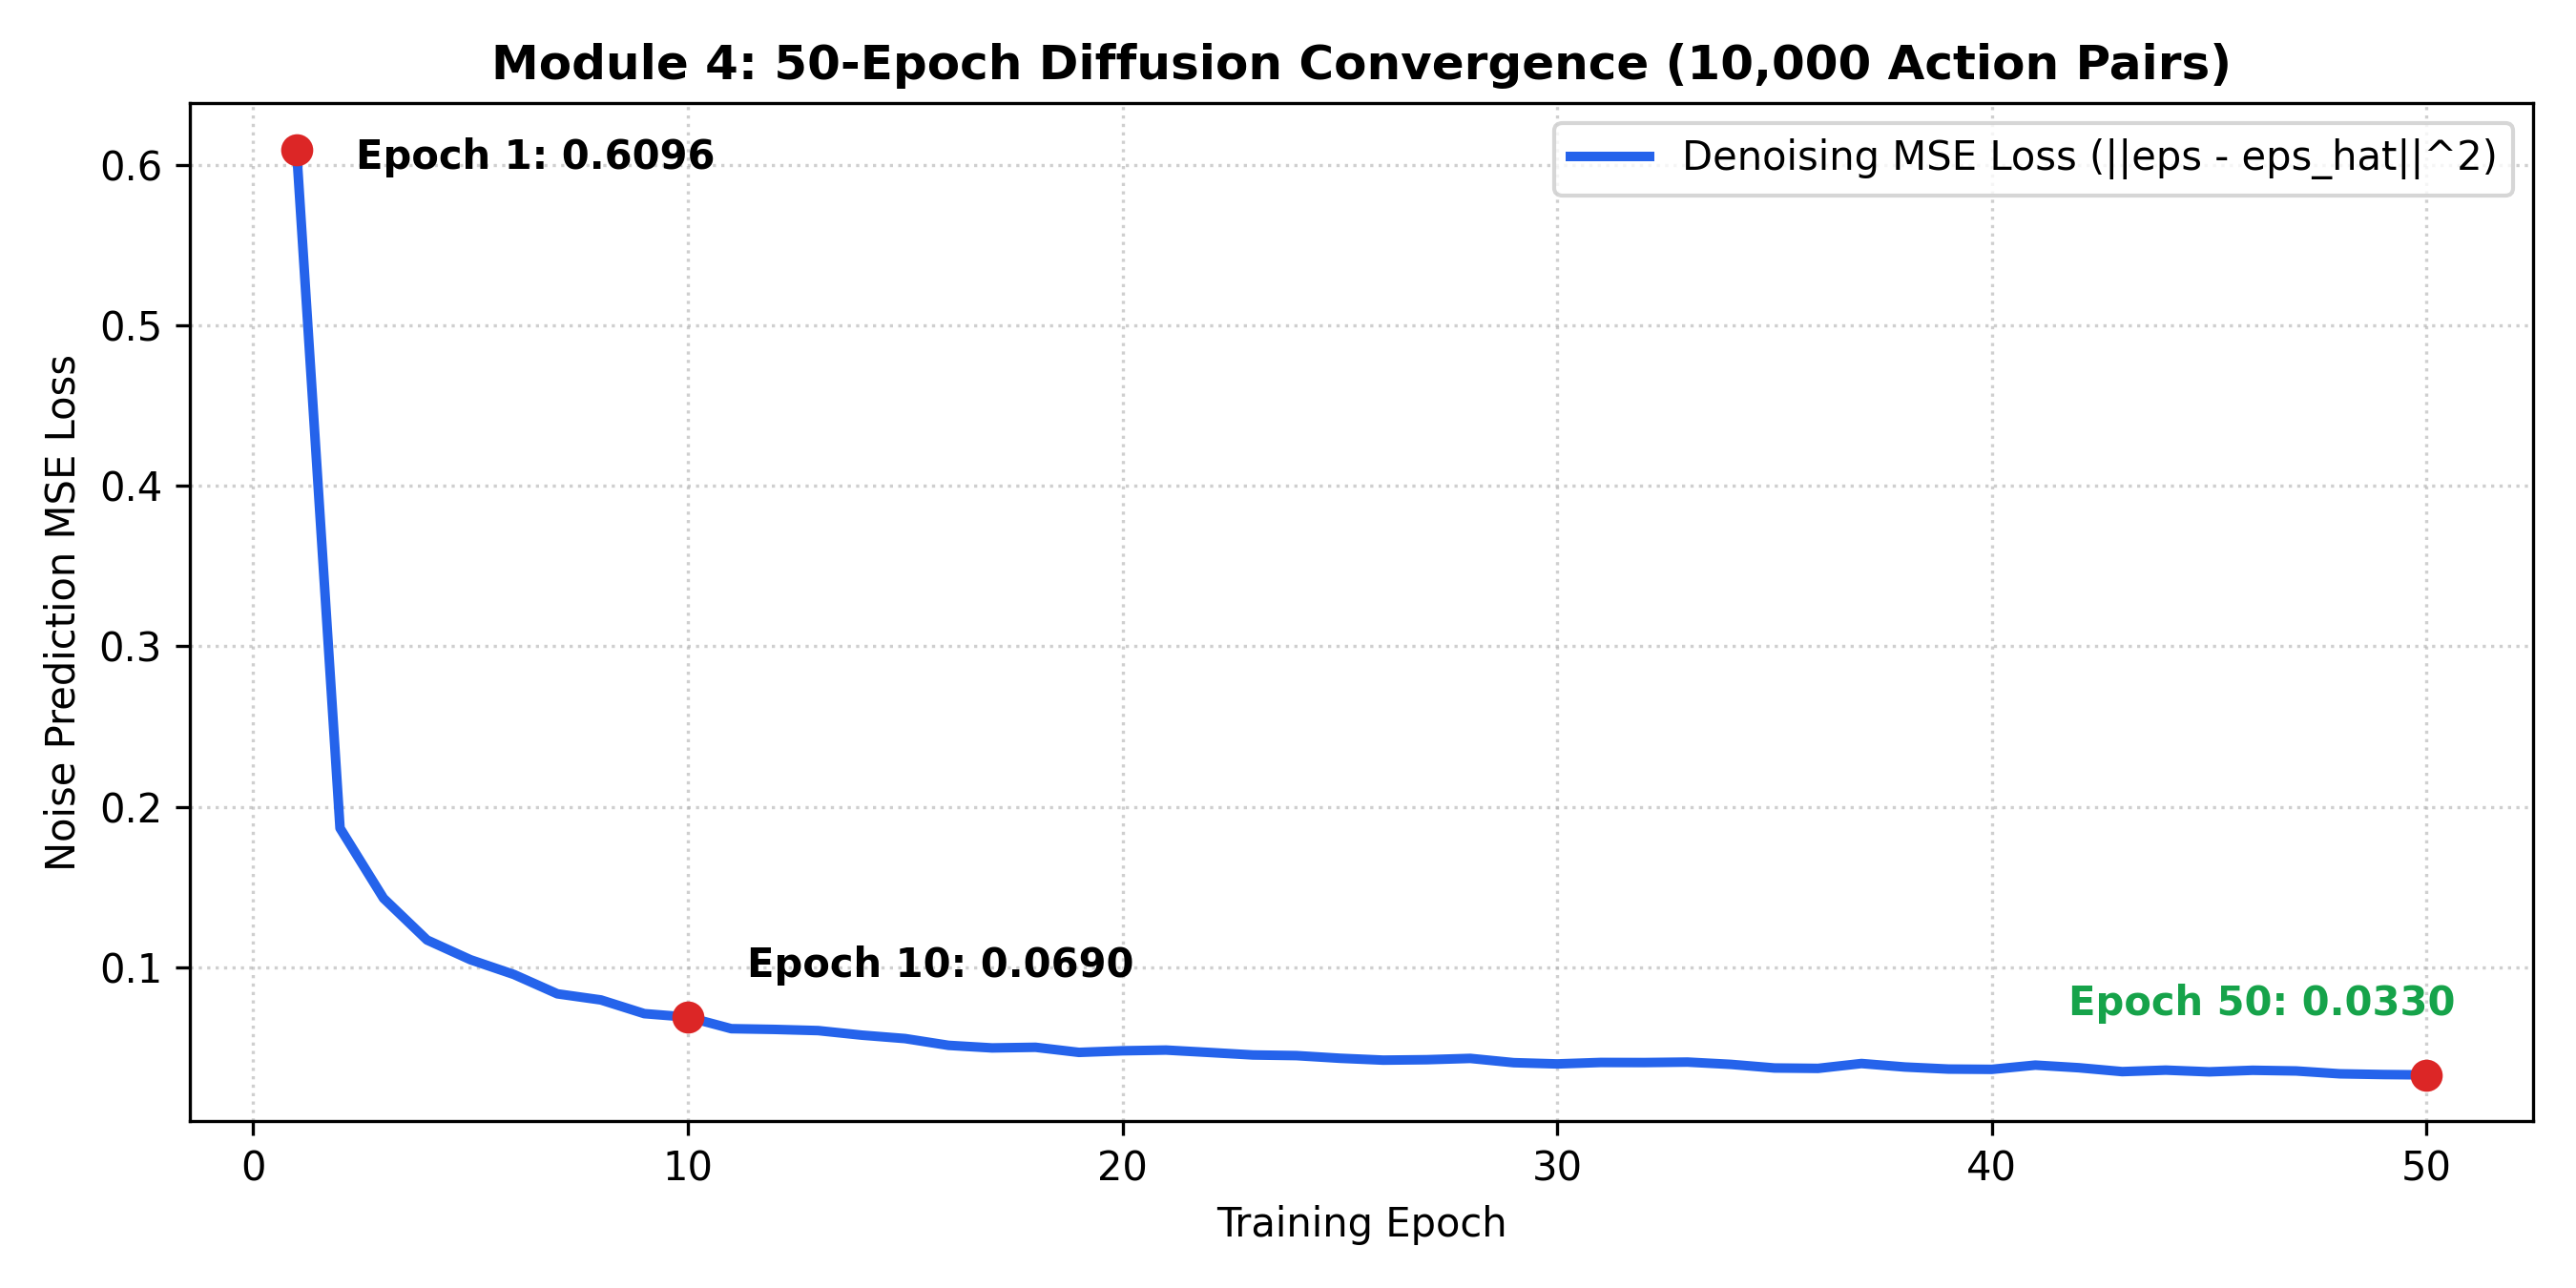 Module 4: 50-Epoch Diffusion Convergence (10,000 Action Pairs)
Denoising MSE Loss (||eps - eps_hat||^2)
Epoch 1: 0.6096
Epoch 10: 0.0690
Epoch 50: 0.0330
Noise Prediction MSE Loss
0.6
0.5
0.4
0.3
0.2
0.1
0
10
20
30
40
50
Training Epoch